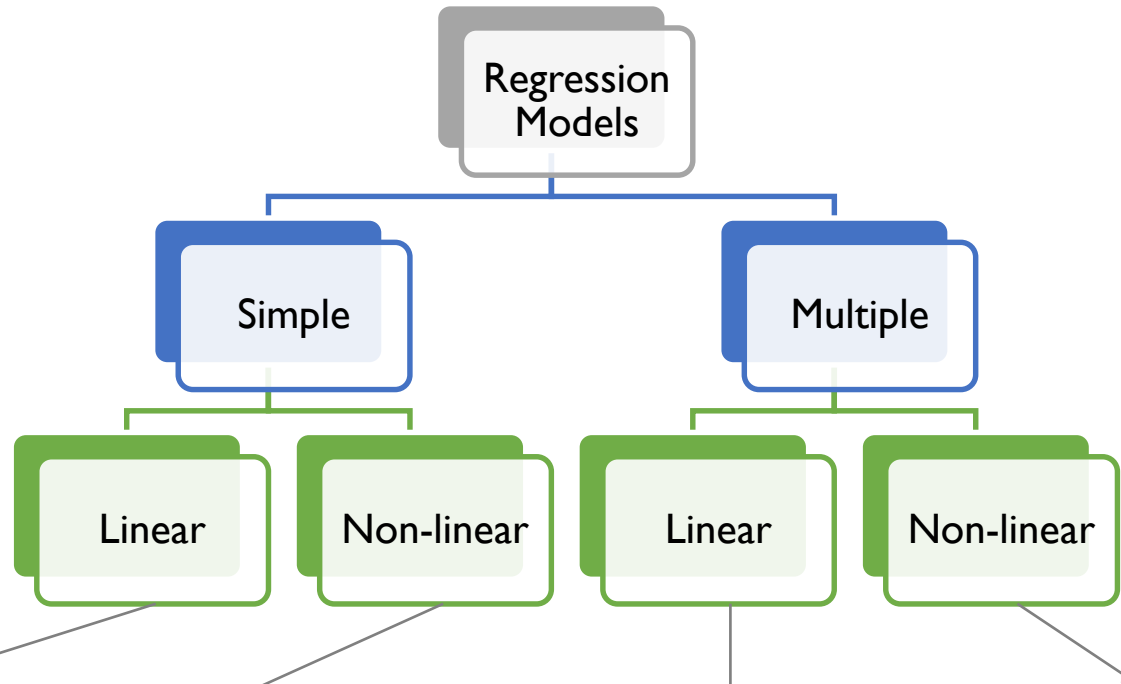 Regression
Models
Simple
Multiple
Linear
Non-linear
Linear
Non-linear